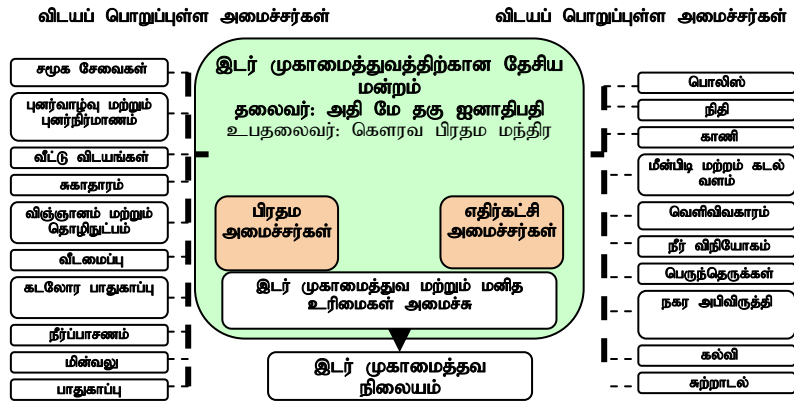 விடயப் பொறுப்புள்ள அமைச்சர்கள்
விடயப் பொறுப்புள்ள அமைச்சர்கள்
இடர் முகாமைத்துவத்திற்கான தேசிய
மன்றம்
தலைவர்: அதி மே தகு ஜனாதிபதி
உபதலைவர்: கௌரவ பிரதம மந்திர
சமூக சேவைகள்
புனர்வாழ்வு மற்றும்
புனர்நிர்மாணம்
வீட்டு விடயங்கள்
சுகாதாரம்
விஞ்ஞானம் மற்றும்
தொழிநுட்பம்
வீடமைப்பு
கடலோர பாதுகாப்பு
நீர்ப்பாசணம்
மின்வலு
பாதுகாப்பு
பிரதம
அமைச்சர்கள்
எதிர்கட்சி
அமைச்சர்கள்
இடர் முகாமைத்துவ மற்றும் மனித
உரிமைகள் அமைச்சு
இடர் முகாமைத்தவ
நிலையம்
பொலிஸ்
நிதி
காணி
மீன்பிடி மற்றம் கடல்
வளம்
வெளிவிவகாரம்
நீர் விநியோகம்
பெருந்தெருக்கள்
நகர அபிவிருத்தி
கல்வி
சுற்றாடல்